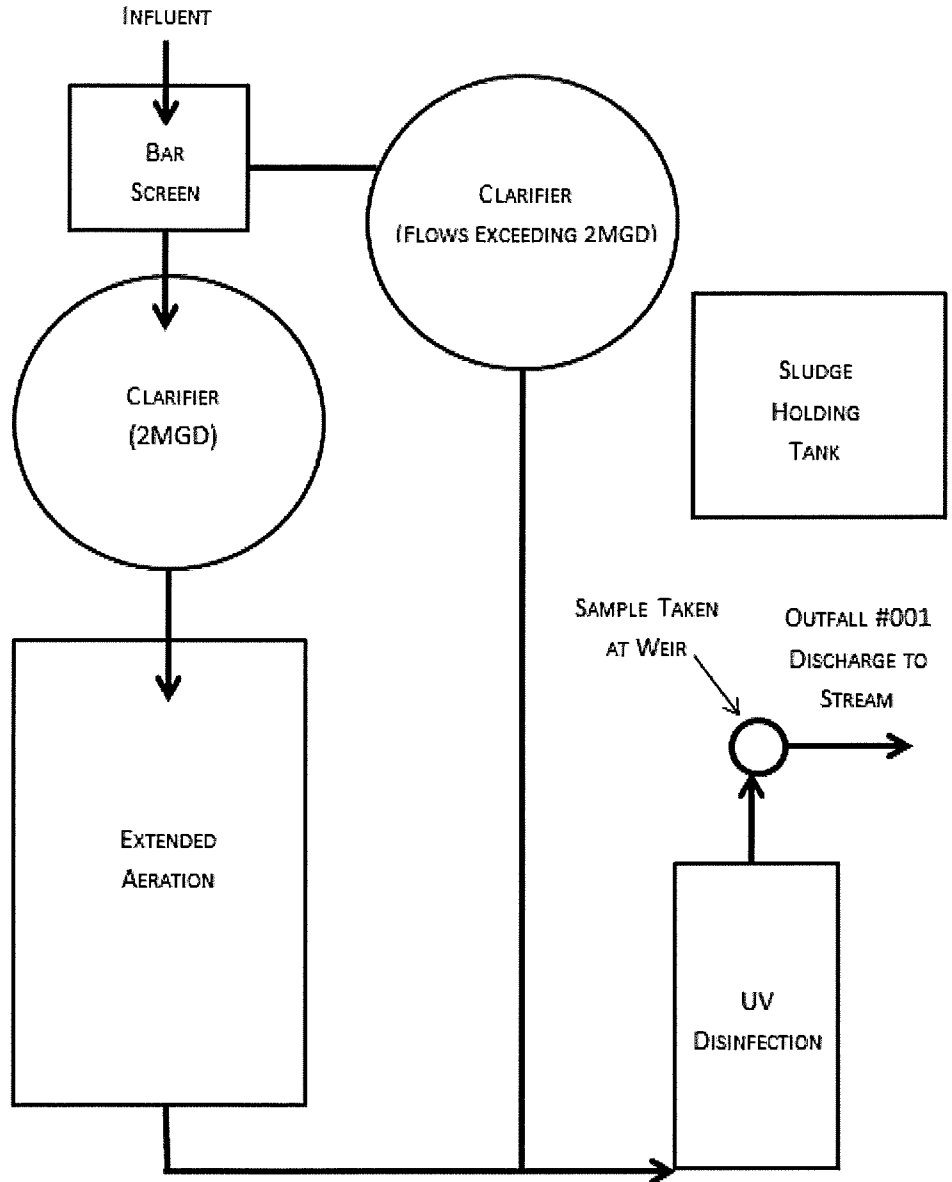 INFLUENT
BAR
SCREEN
CLARIFIER
(FLOWS EXCEEDING 2MGD)
CLARIFIER
(2MGD)
SLUDGE
HOLDING
TANK
SAMPLE TAKEN
AT WEIR
OUTFALL #001
DISCHARGE TO
STREAM
EXTENDED
AERATION
UV
DISINFECTION